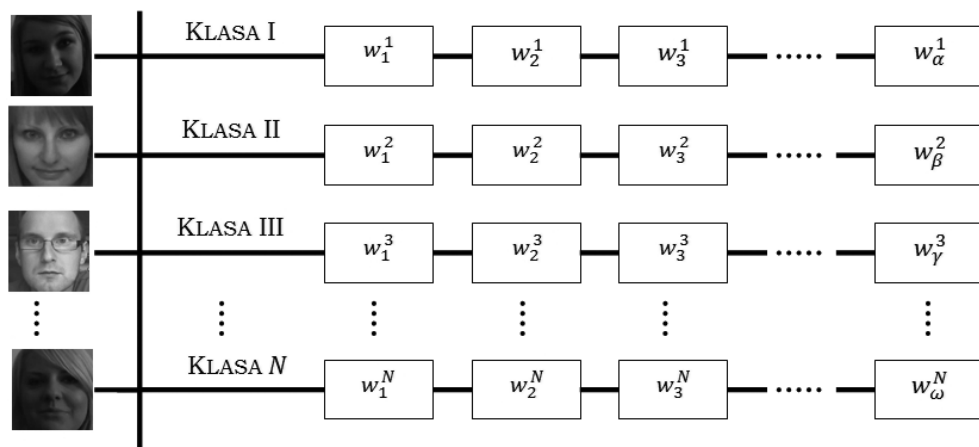 KLASA I
w_1^1 w_2^1 w_3^1 ..... w_α^1
KLASA II
w_1^2 w_2^2 w_3^2 ..... w_β^2
KLASA III
w_1^3 w_2^3 w_3^3 ..... w_γ^3
KLASA N
w_1^N w_2^N w_3^N ..... w_ω^N